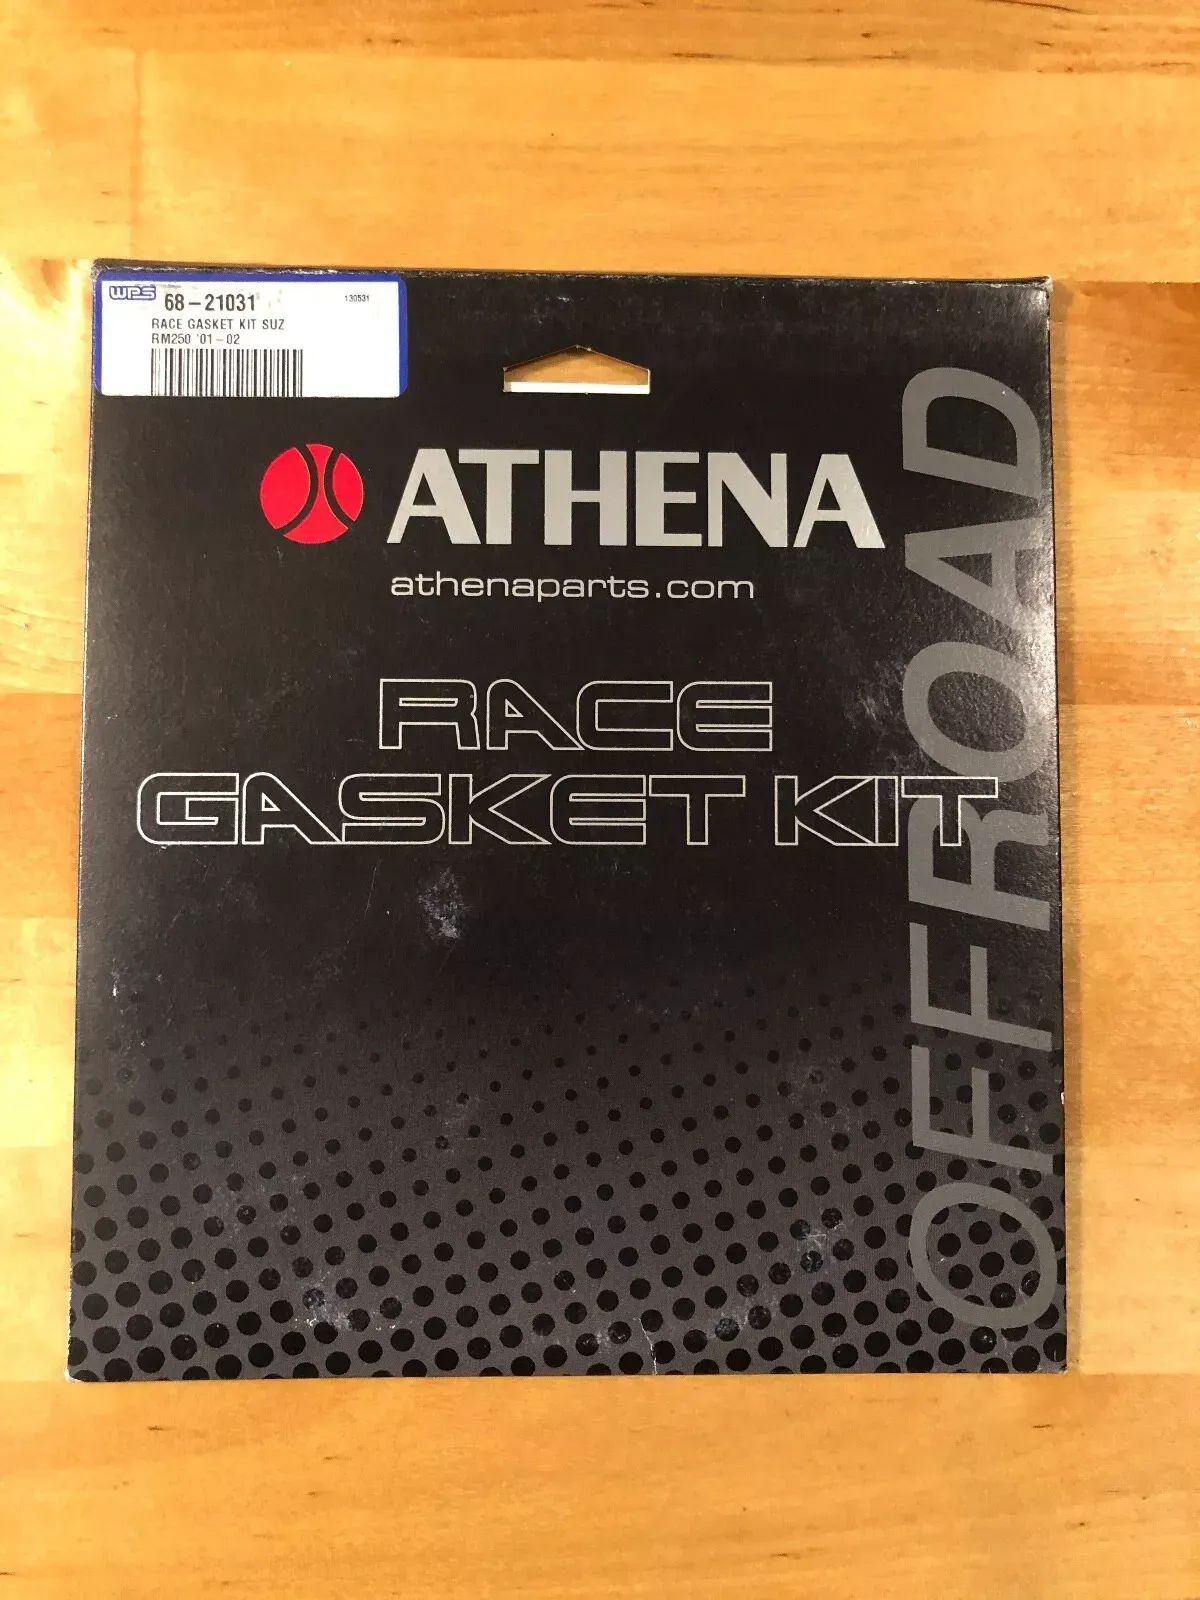 WPS 68-21031 130531
RACE GASKET KIT SUZ
RM250 '01-02
ATHENA
athenaparts.com
RACE
GASKET KIT
OFFROAD